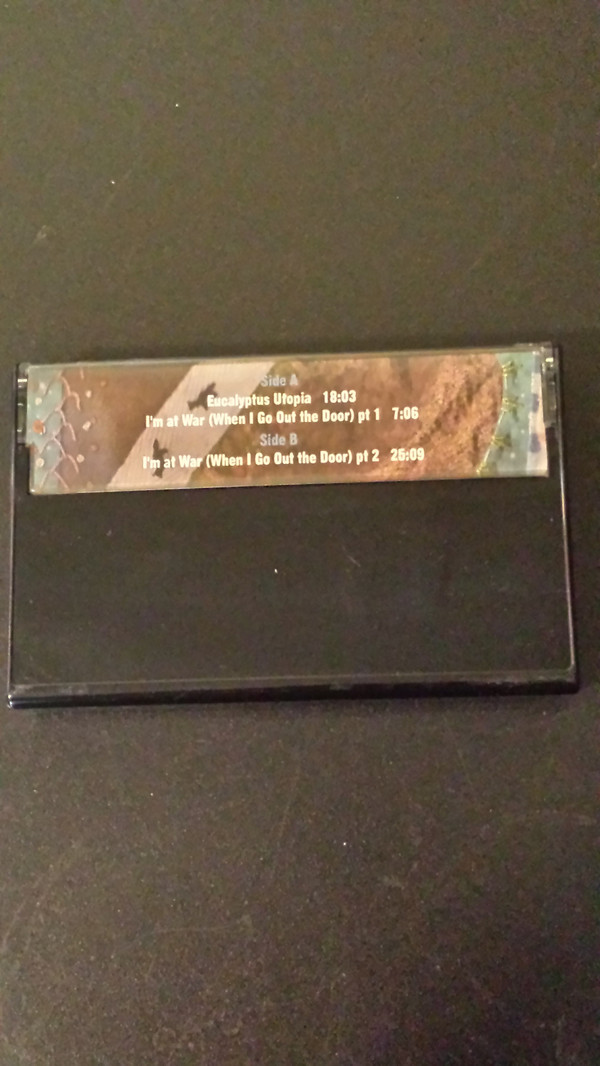 Side A
Eucalyptus Utopia 18:03
I'm at War (When I Go Out the Door) pt 1 7:06
Side B
I'm at War (When I Go Out the Door) pt 2 25:09